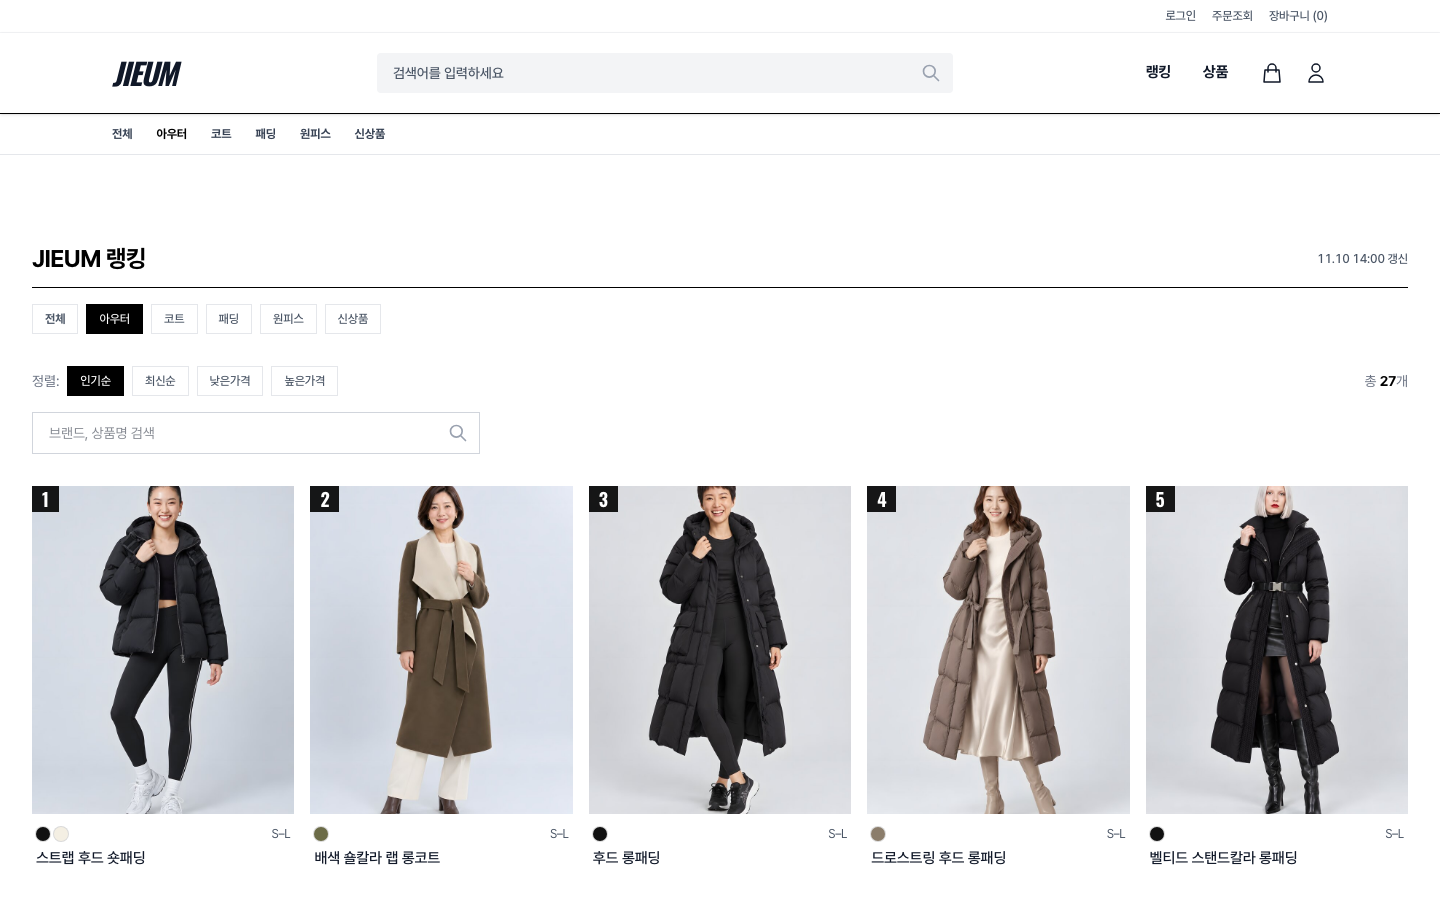 로그인 주문조회 장바구니 (0)
JIEUM 검색어를 입력하세요 랭킹 상품
전체 아우터 코트 패딩 원피스 신상품
JIEUM 랭킹 11.10 14:00 갱신
전체 아우터 코트 패딩 원피스 신상품
정렬: 인기순 최신순 낮은가격 높은가격 총 27개
브랜드, 상품명 검색
1 2 3 4 5
S–L S–L S–L S–L S–L
스트랩 후드 숏패딩 배색 숄칼라 랩 롱코트 후드 롱패딩 드로스트링 후드 롱패딩 벨티드 스탠드칼라 롱패딩